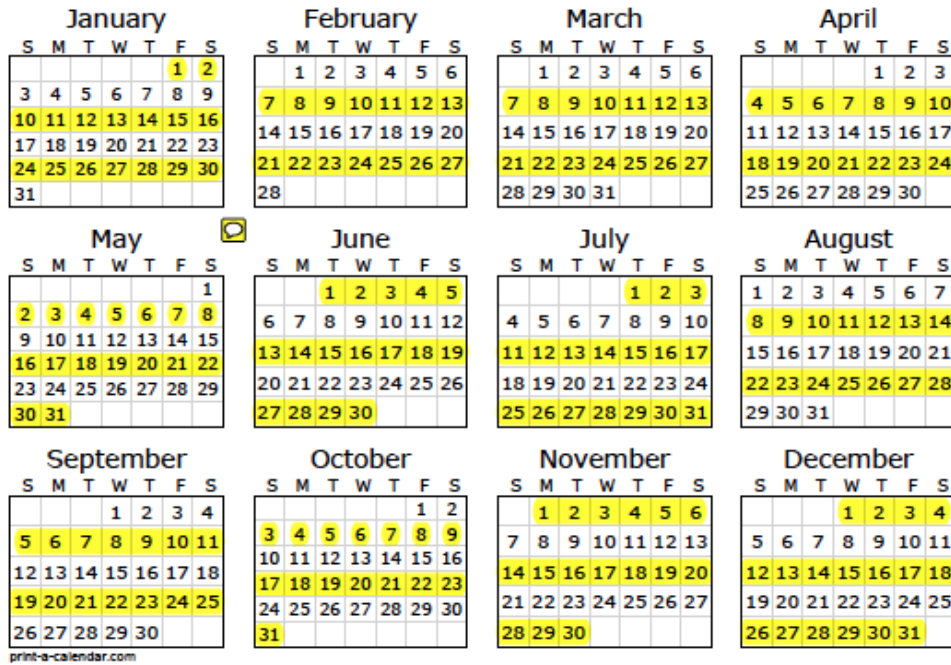 January February March April
S M T W T F S S M T W T F S S M T W T F S S M T W T F S
1 2 1 2 3 4 5 6 1 2 3 4 5 6 1 2 3
3 4 5 6 7 8 9 7 8 9 10 11 12 13 7 8 9 10 11 12 13 4 5 6 7 8 9 10
10 11 12 13 14 15 16 14 15 16 17 18 19 20 14 15 16 17 18 19 20 11 12 13 14 15 16 17
17 18 19 20 21 22 23 21 22 23 24 25 26 27 21 22 23 24 25 26 27 18 19 20 21 22 23 24
24 25 26 27 28 29 30 28 28 29 30 31 25 26 27 28 29 30
31
May June July August
S M T W T F S S M T W T F S S M T W T F S S M T W T F S
1 1 2 3 4 5 1 2 3 1 2 3 4 5 6 7
2 3 4 5 6 7 8 6 7 8 9 10 11 12 4 5 6 7 8 9 10 8 9 10 11 12 13 14
9 10 11 12 13 14 15 13 14 15 16 17 18 19 11 12 13 14 15 16 17 15 16 17 18 19 20 21
16 17 18 19 20 21 22 20 21 22 23 24 25 26 18 19 20 21 22 23 24 22 23 24 25 26 27 28
23 24 25 26 27 28 29 27 28 29 30 25 26 27 28 29 30 31 29 30 31
30 31
September October November December
S M T W T F S S M T W T F S S M T W T F S S M T W T F S
1 2 3 4 1 2 1 2 3 4 5 6 1 2 3 4
5 6 7 8 9 10 11 3 4 5 6 7 8 9 7 8 9 10 11 12 13 5 6 7 8 9 10 11
12 13 14 15 16 17 18 10 11 12 13 14 15 16 14 15 16 17 18 19 20 12 13 14 15 16 17 18
19 20 21 22 23 24 25 17 18 19 20 21 22 23 21 22 23 24 25 26 27 19 20 21 22 23 24 25
26 27 28 29 30 24 25 26 27 28 29 30 28 29 30 26 27 28 29 30 31
31
print-a-calendar.com